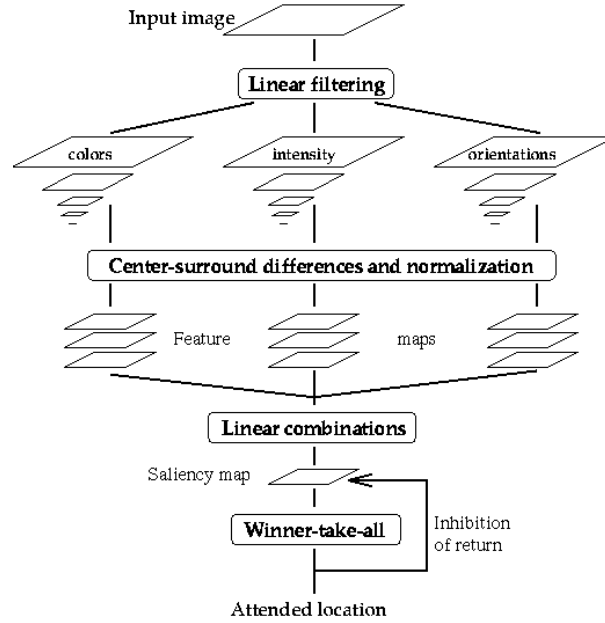 Input image
Linear filtering
colors
intensity
orientations
Center-surround differences and normalization
Feature
maps
Linear combinations
Saliency map
Winner-take-all
Inhibition
of return
Attended location